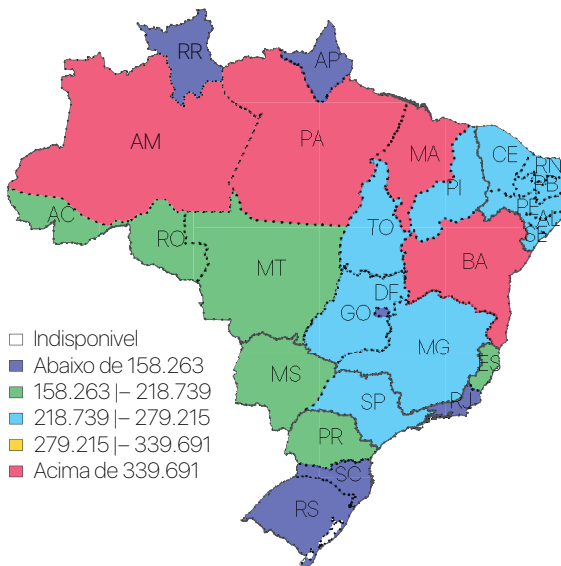 RR
AP
AM
PA
MA
CE
RN
PB
PI
PE
AL
SE
AC
RO
TO
MT
BA
DF
GO
MG
ES
MS
SP
RJ
PR
SC
RS
Indisponivel
Abaixo de 158.263
158.263 |– 218.739
218.739 |– 279.215
279.215 |– 339.691
Acima de 339.691